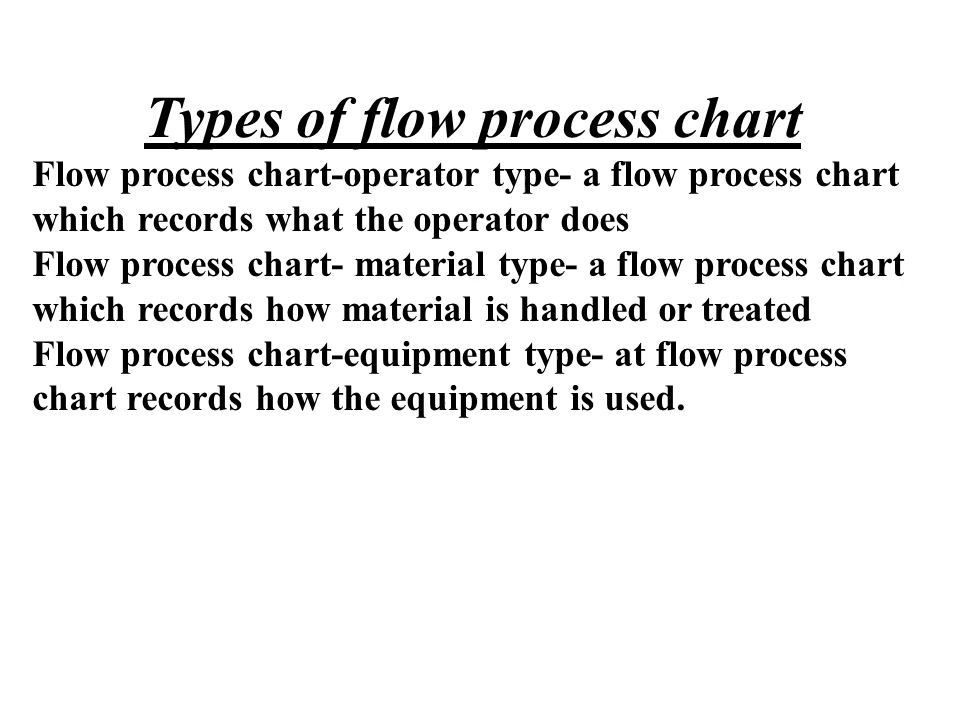 Types of flow process chart
Flow process chart-operator type- a flow process chart
which records what the operator does
Flow process chart- material type- a flow process chart
which records how material is handled or treated
Flow process chart-equipment type- at flow process
chart records how the equipment is used.